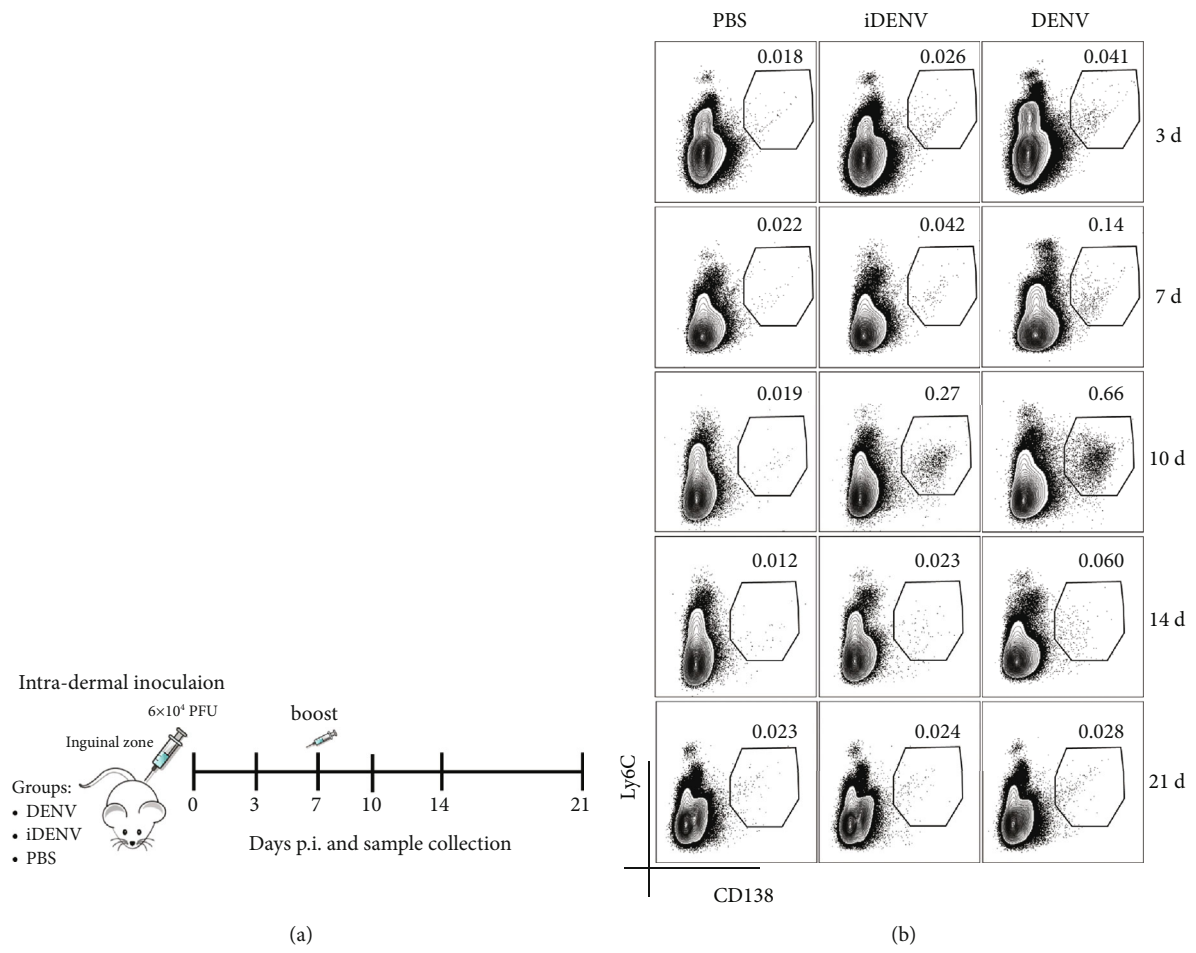 Intra-dermal inoculaion
6×10⁴ PFU
Inguinal zone
boost
Groups:
• DENV
• iDENV
• PBS
0 3 7 10 14 21
Days p.i. and sample collection
(a)
PBS iDENV DENV
0.018 0.026 0.041
3 d
0.022 0.042 0.14
7 d
0.019 0.27 0.66
10 d
0.012 0.023 0.060
14 d
0.023 0.024 0.028
21 d
Ly6C
CD138
(b)